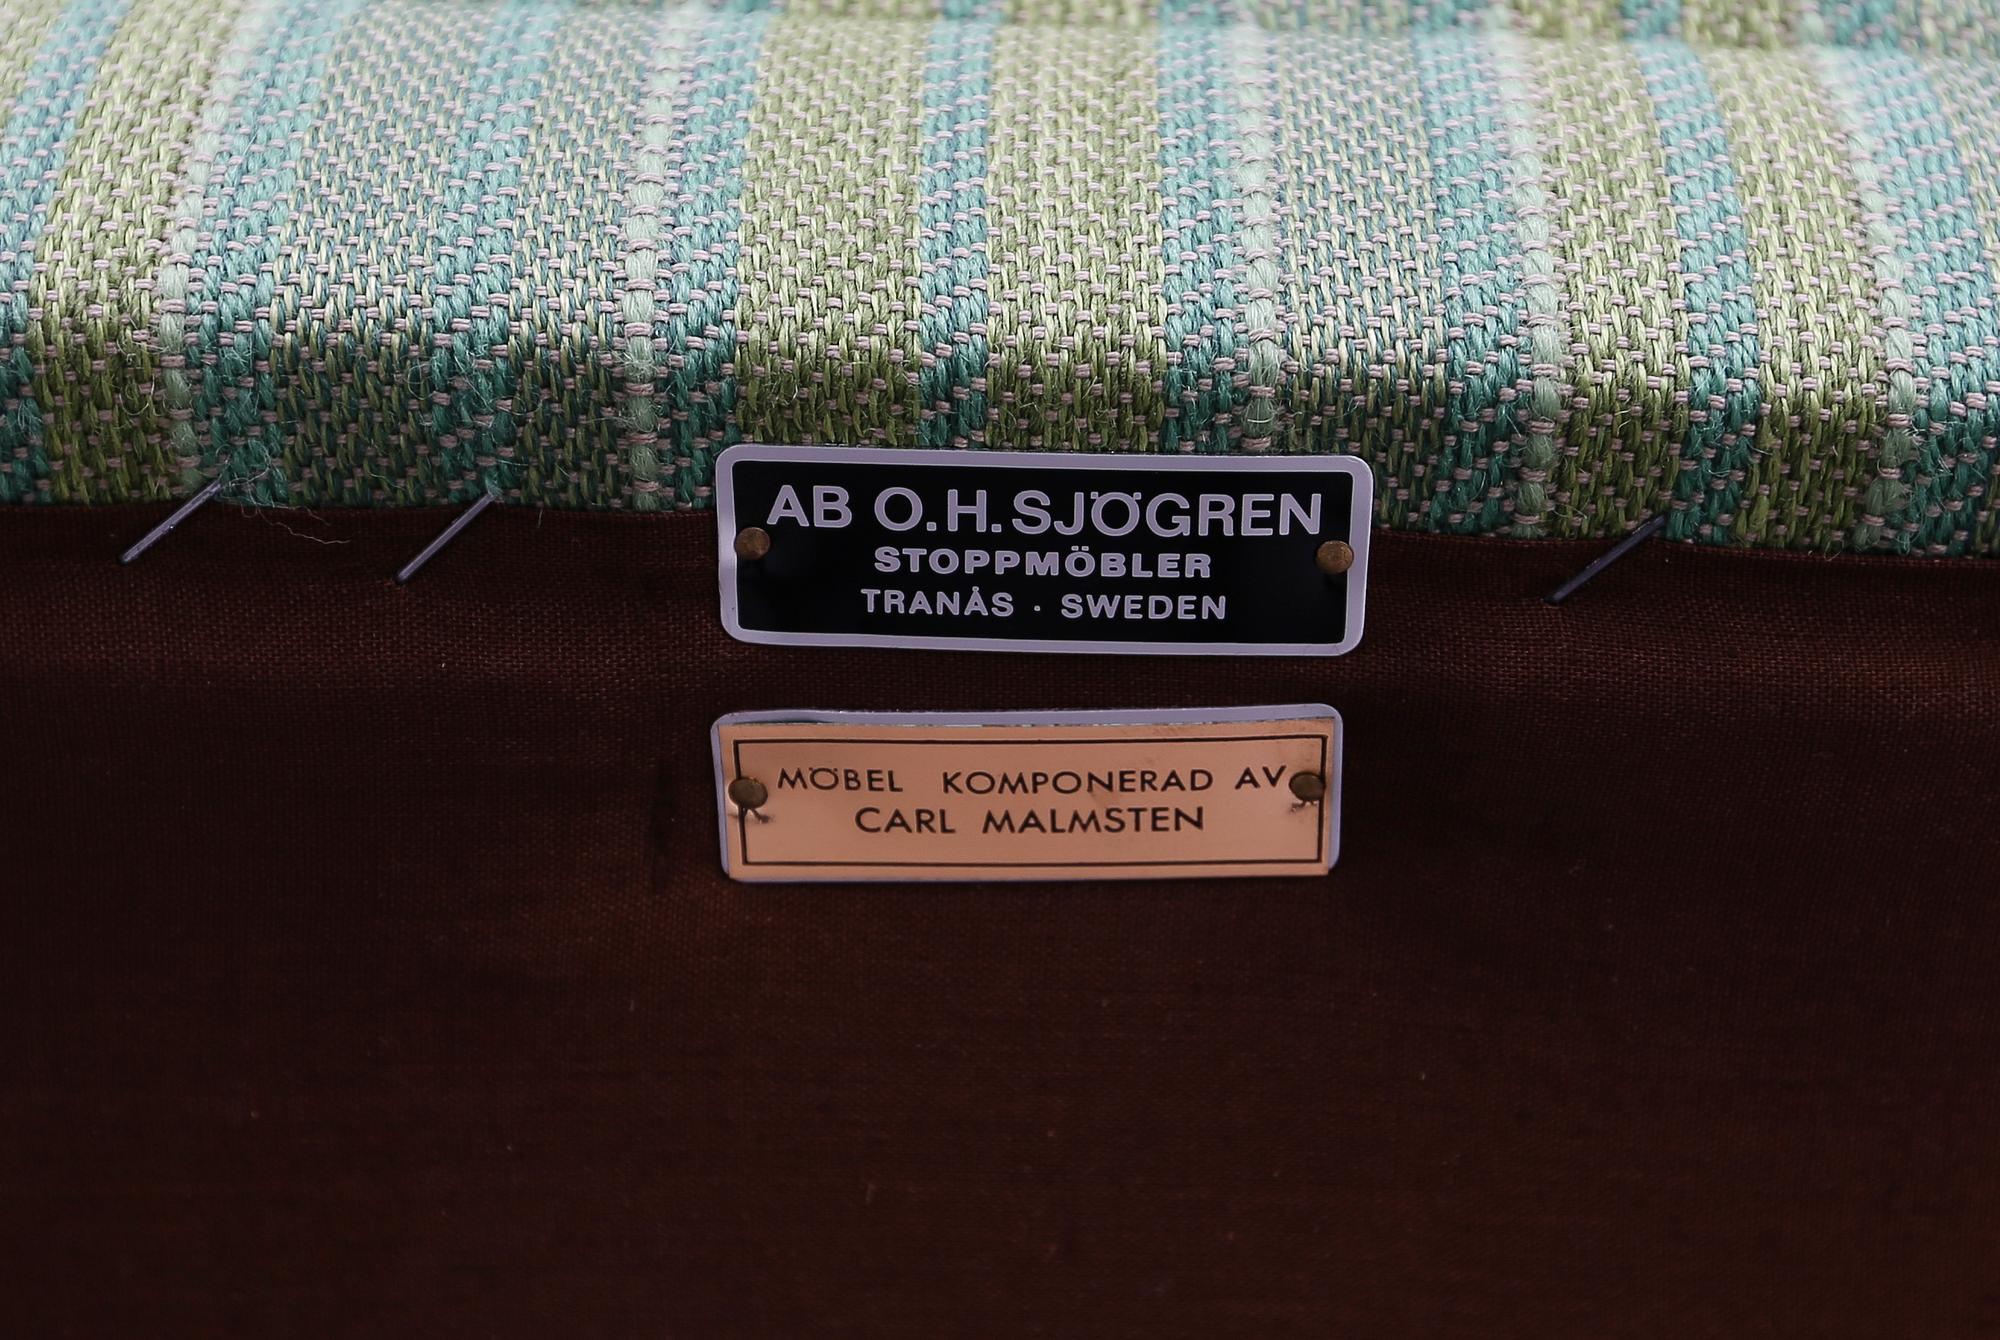 AB O.H.SJÖGREN
STOPPMÖBLER
TRANÅS · SWEDEN
MÖBEL KOMPONERAD AV
CARL MALMSTEN